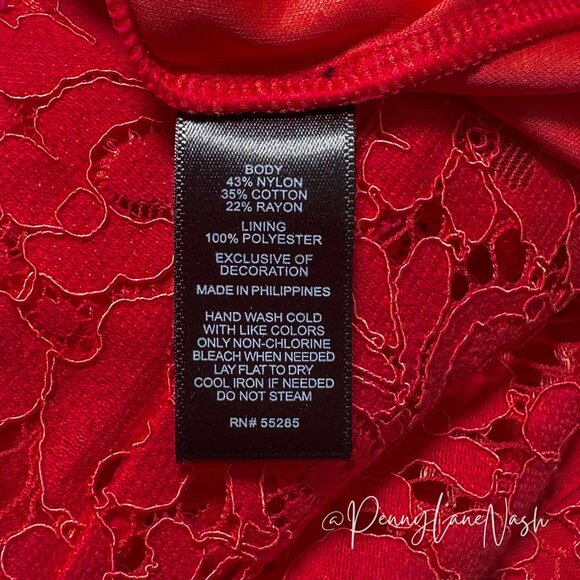 BODY
43% NYLON
35% COTTON
22% RAYON
LINING
100% POLYESTER
EXCLUSIVE OF
DECORATION
MADE IN PHILIPPINES
HAND WASH COLD
WITH LIKE COLORS
ONLY NON-CHLORINE
BLEACH WHEN NEEDED
LAY FLAT TO DRY
COOL IRON IF NEEDED
DO NOT STEAM
RN# 55285
@PennyLaneNash